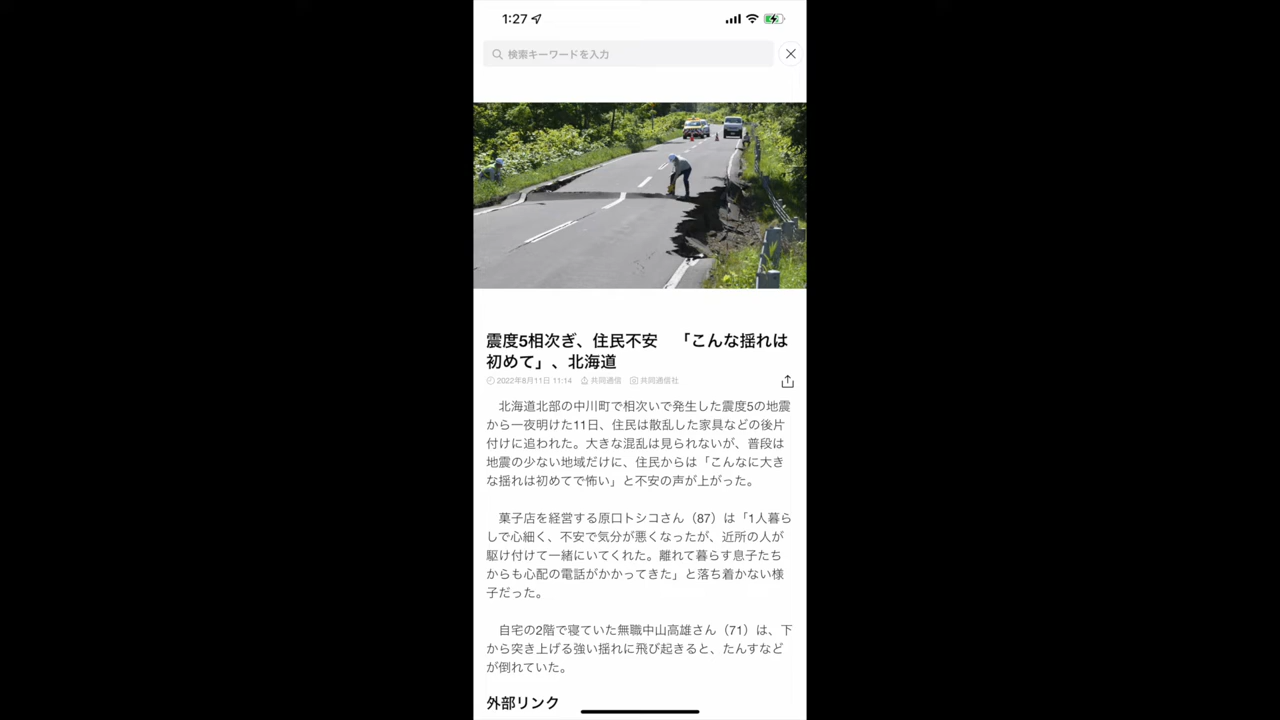 1:27
検索キーワードを入力
震度5相次ぎ、住民不安　「こんな揺れは
初めて」、北海道
2022年8月11日 11:14 共同通信 共同通信社
北海道北部の中川町で相次いで発生した震度5の地震
から一夜明けた11日、住民は散乱した家具などの後片
付けに追われた。大きな混乱は見られないが、普段は
地震の少ない地域だけに、住民からは「こんなに大き
な揺れは初めてで怖い」と不安の声が上がった。
菓子店を経営する原口トシコさん（87）は「1人暮ら
しで心細く、不安で気分が悪くなったが、近所の人が
駆け付けて一緒にいてくれた。離れて暮らす息子たち
からも心配の電話がかかってきた」と落ち着かない様
子だった。
自宅の2階で寝ていた無職中山高雄さん（71）は、下
から突き上げる強い揺れに飛び起きると、たんすなど
が倒れていた。
外部リンク